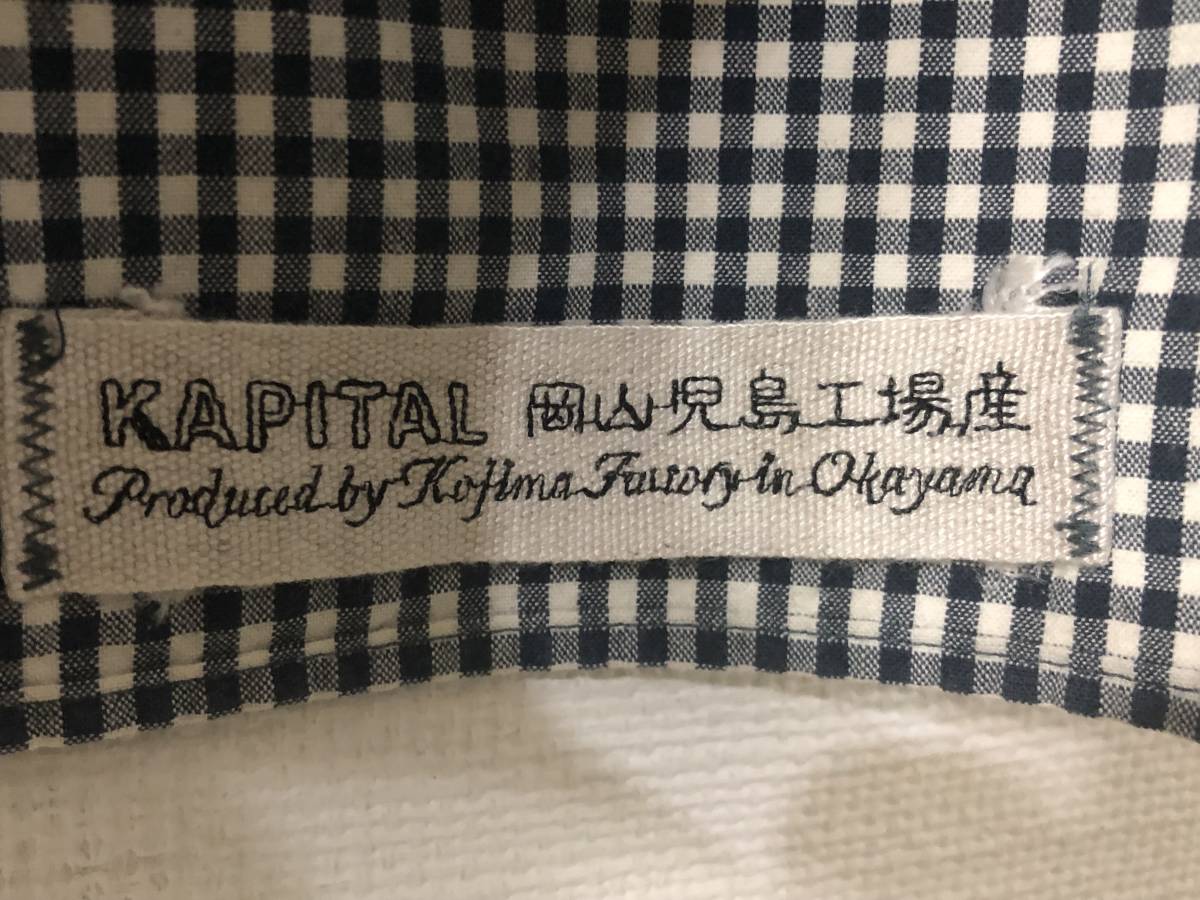 KAPITAL 岡山児島工場産
Produced by Kojima Factory in Okayama